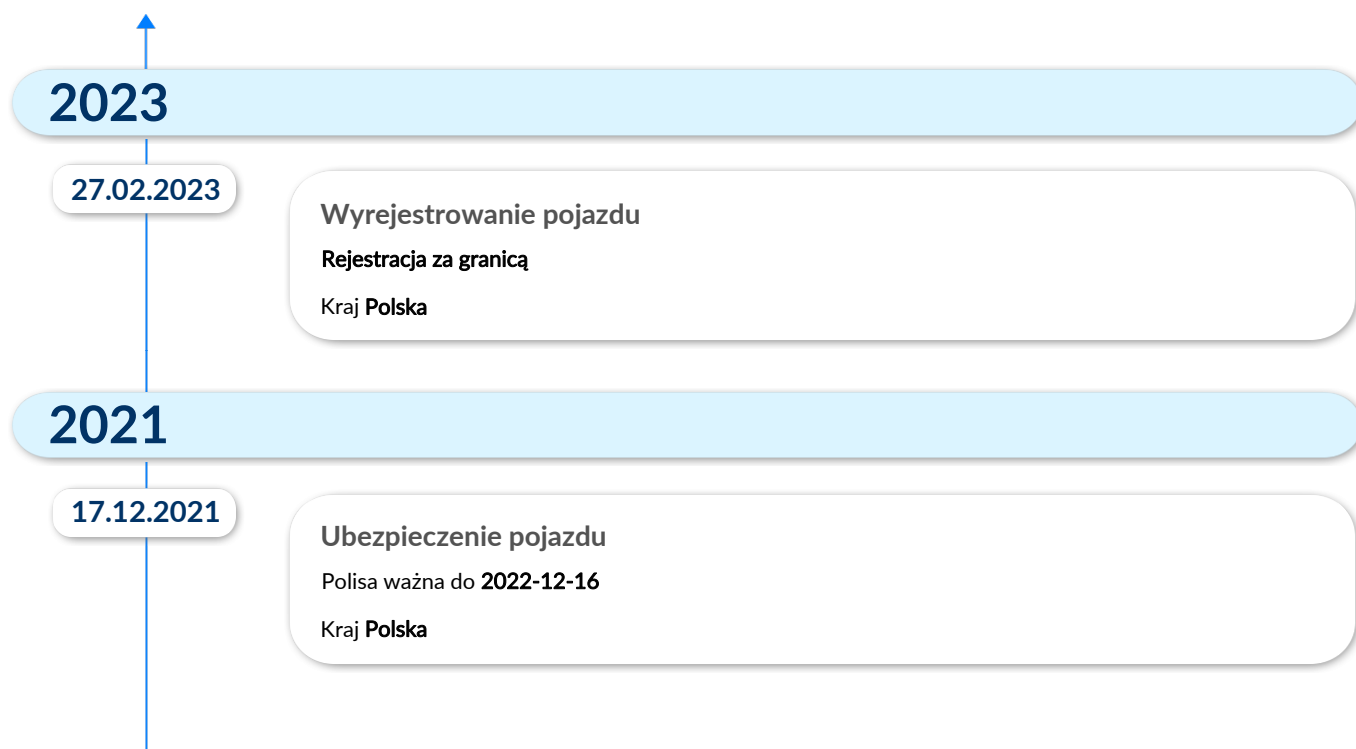 2023
27.02.2023
Wyrejestrowanie pojazdu
Rejestracja za granicą
Kraj Polska
2021
17.12.2021
Ubezpieczenie pojazdu
Polisa ważna do 2022-12-16
Kraj Polska